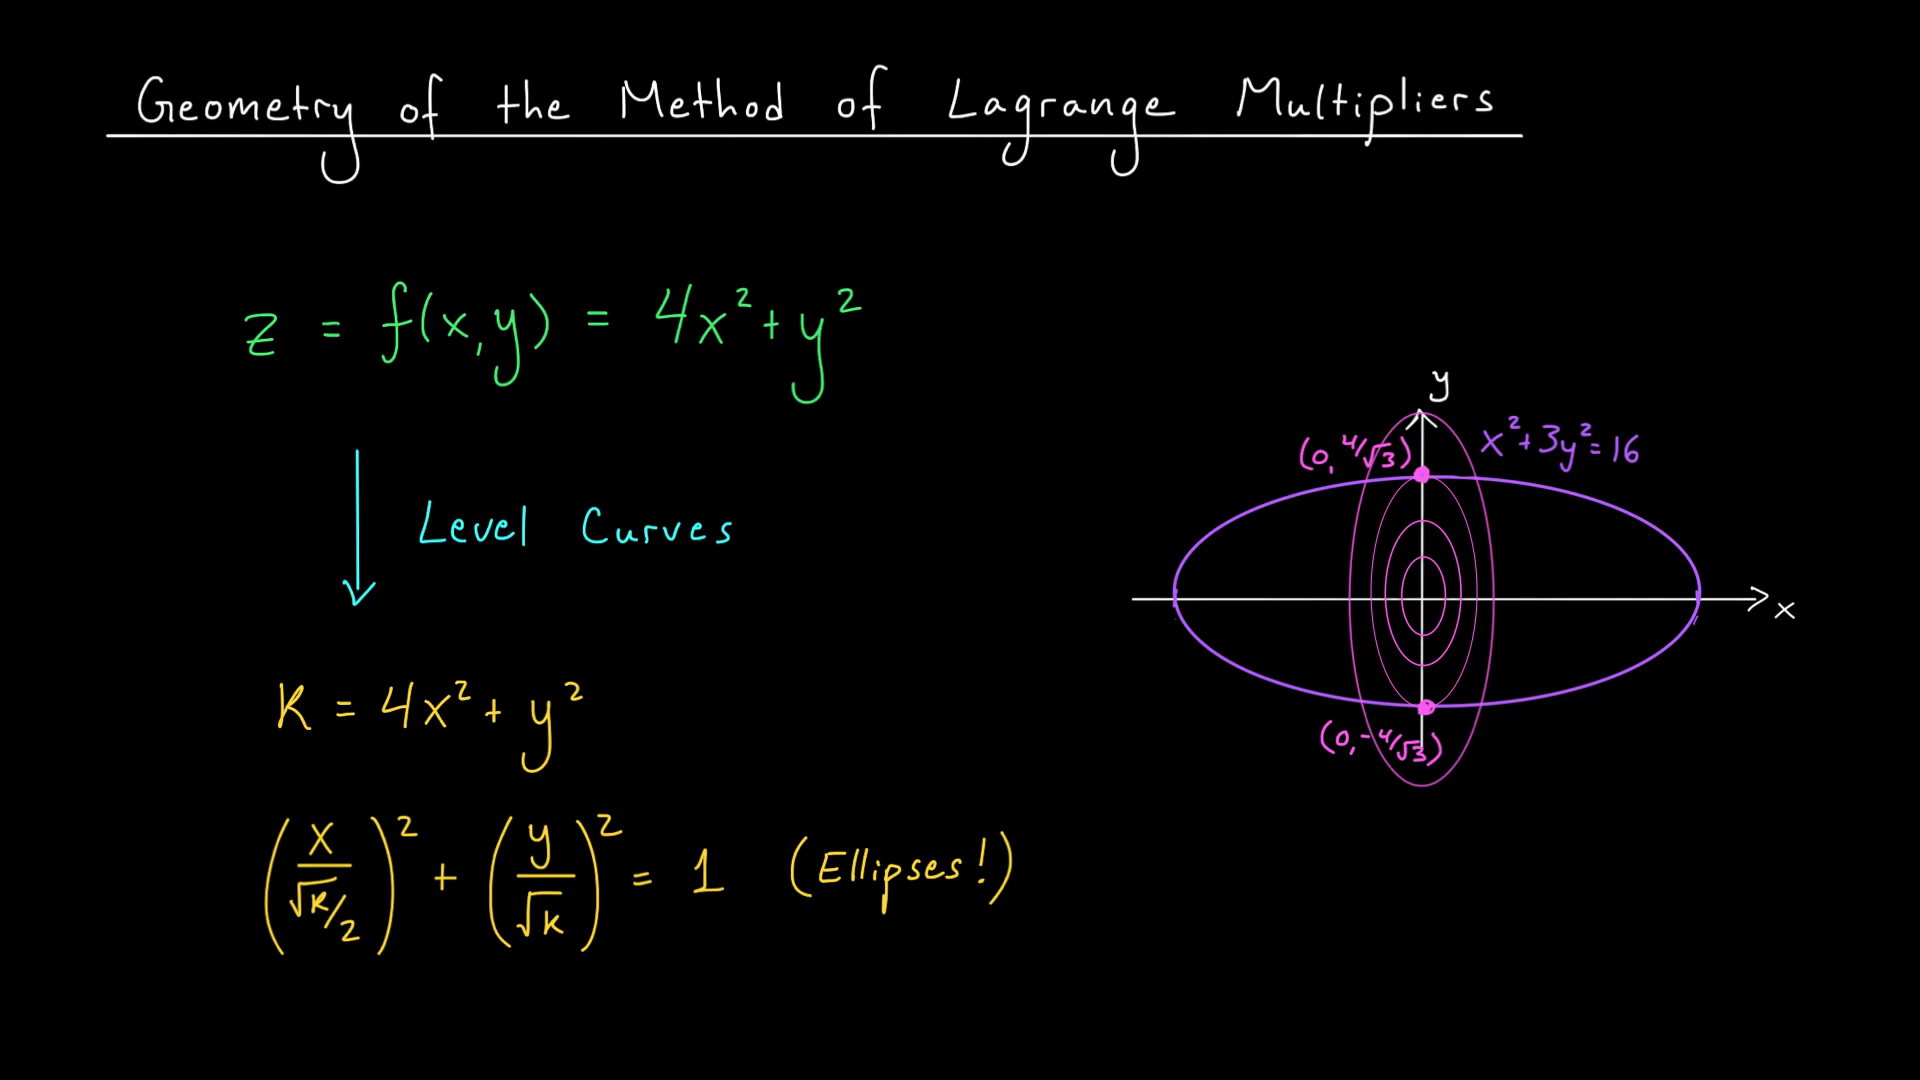 Geometry of the Method of Lagrange Multipliers
z = f(x,y) = 4x² + y²
Level Curves
K = 4x² + y²
(x/(√K/2))² + (y/√K)² = 1 (Ellipses!)
y
(0, 4/√3)
x² + 3y² = 16
x
(0, -4/√3)